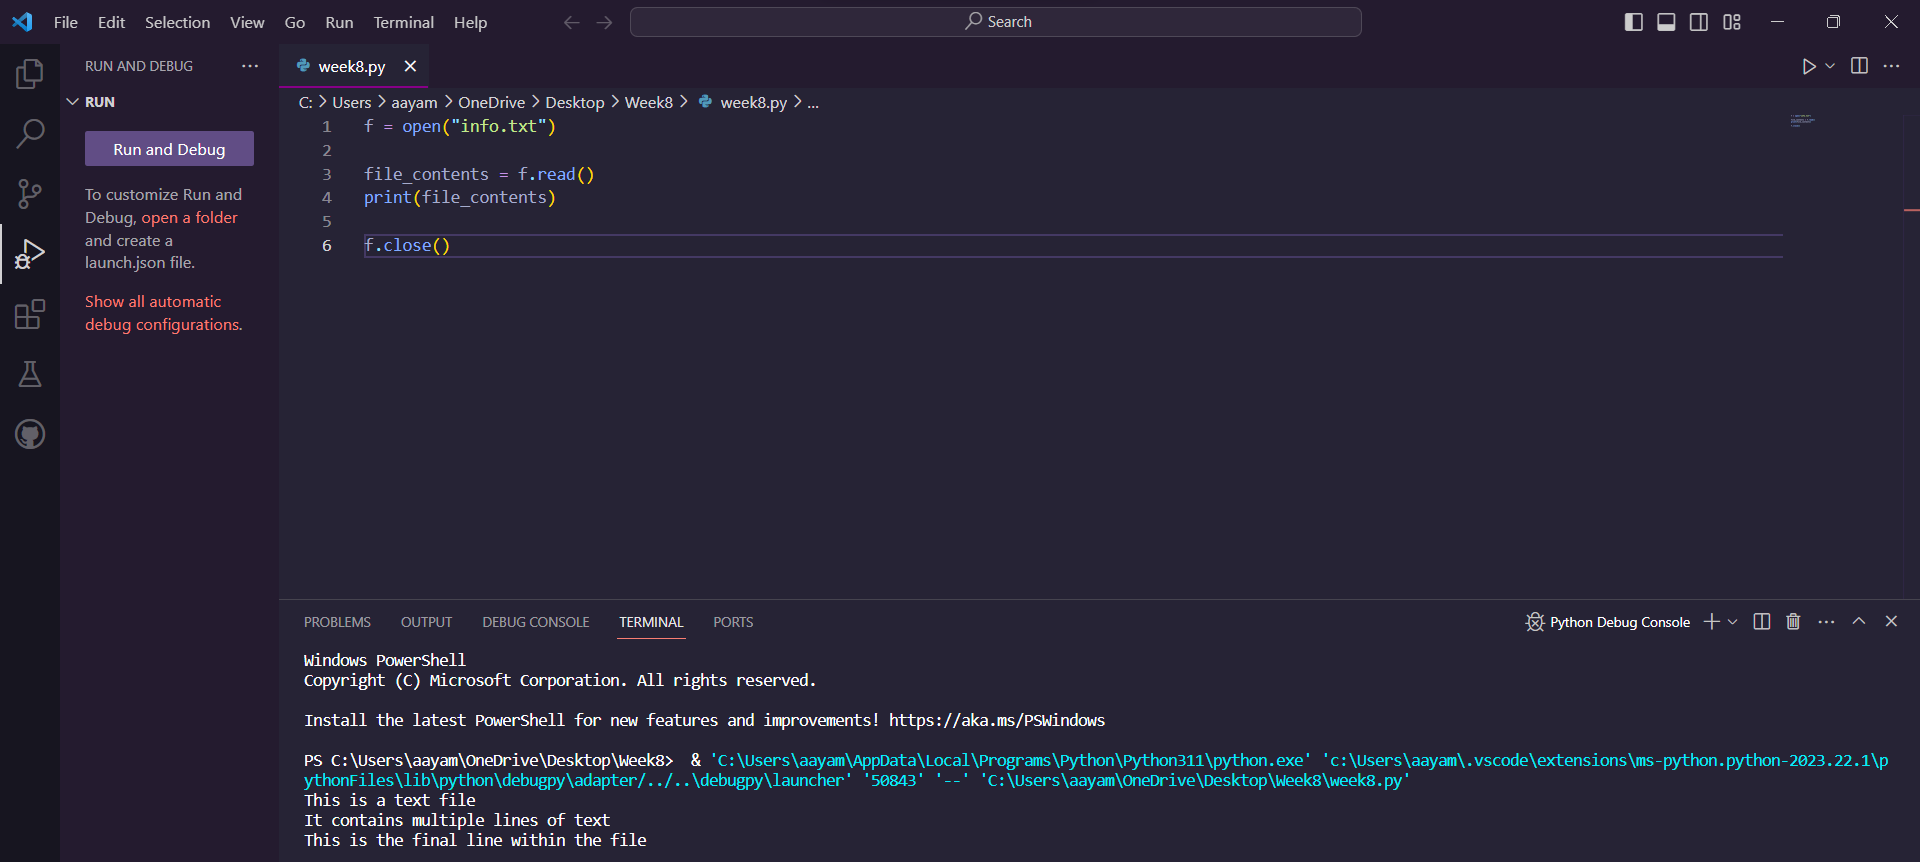 File Edit Selection View Go Run Terminal Help
Search
RUN AND DEBUG
RUN
Run and Debug
To customize Run and
Debug, open a folder
and create a
launch.json file.
Show all automatic
debug configurations.
week8.py
C: > Users > aayam > OneDrive > Desktop > Week8 > week8.py > ...
1 f = open("info.txt")
2
3 file_contents = f.read()
4 print(file_contents)
5
6 f.close()
PROBLEMS OUTPUT DEBUG CONSOLE TERMINAL PORTS
Python Debug Console
Windows PowerShell
Copyright (C) Microsoft Corporation. All rights reserved.
Install the latest PowerShell for new features and improvements! https://aka.ms/PSWindows
PS C:\Users\aayam\OneDrive\Desktop\Week8>  & 'C:\Users\aayam\AppData\Local\Programs\Python\Python311\python.exe' 'c:\Users\aayam\.vscode\extensions\ms-python.python-2023.22.1\p
ythonFiles\lib\python\debugpy\adapter/../..\debugpy\launcher' '50843' '--' 'C:\Users\aayam\OneDrive\Desktop\Week8\week8.py'
This is a text file
It contains multiple lines of text
This is the final line within the file